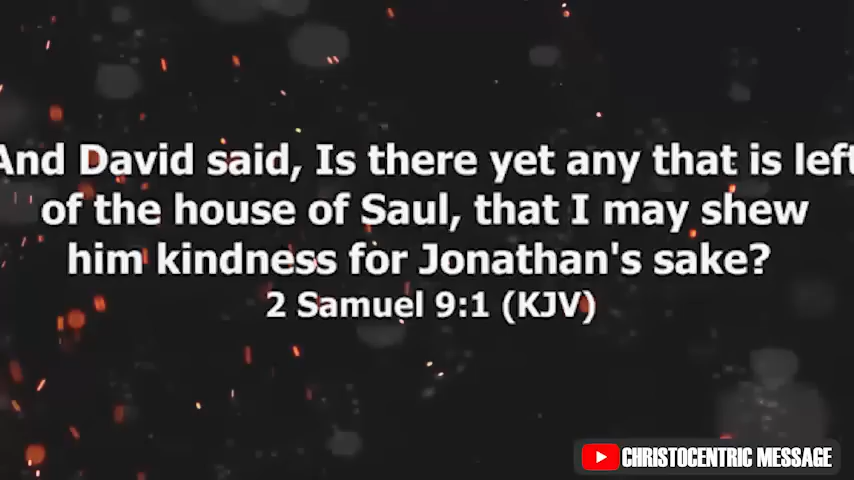 And David said, Is there yet any that is left
of the house of Saul, that I may shew
him kindness for Jonathan's sake?
2 Samuel 9:1 (KJV)
CHRISTOCENTRIC MESSAGE